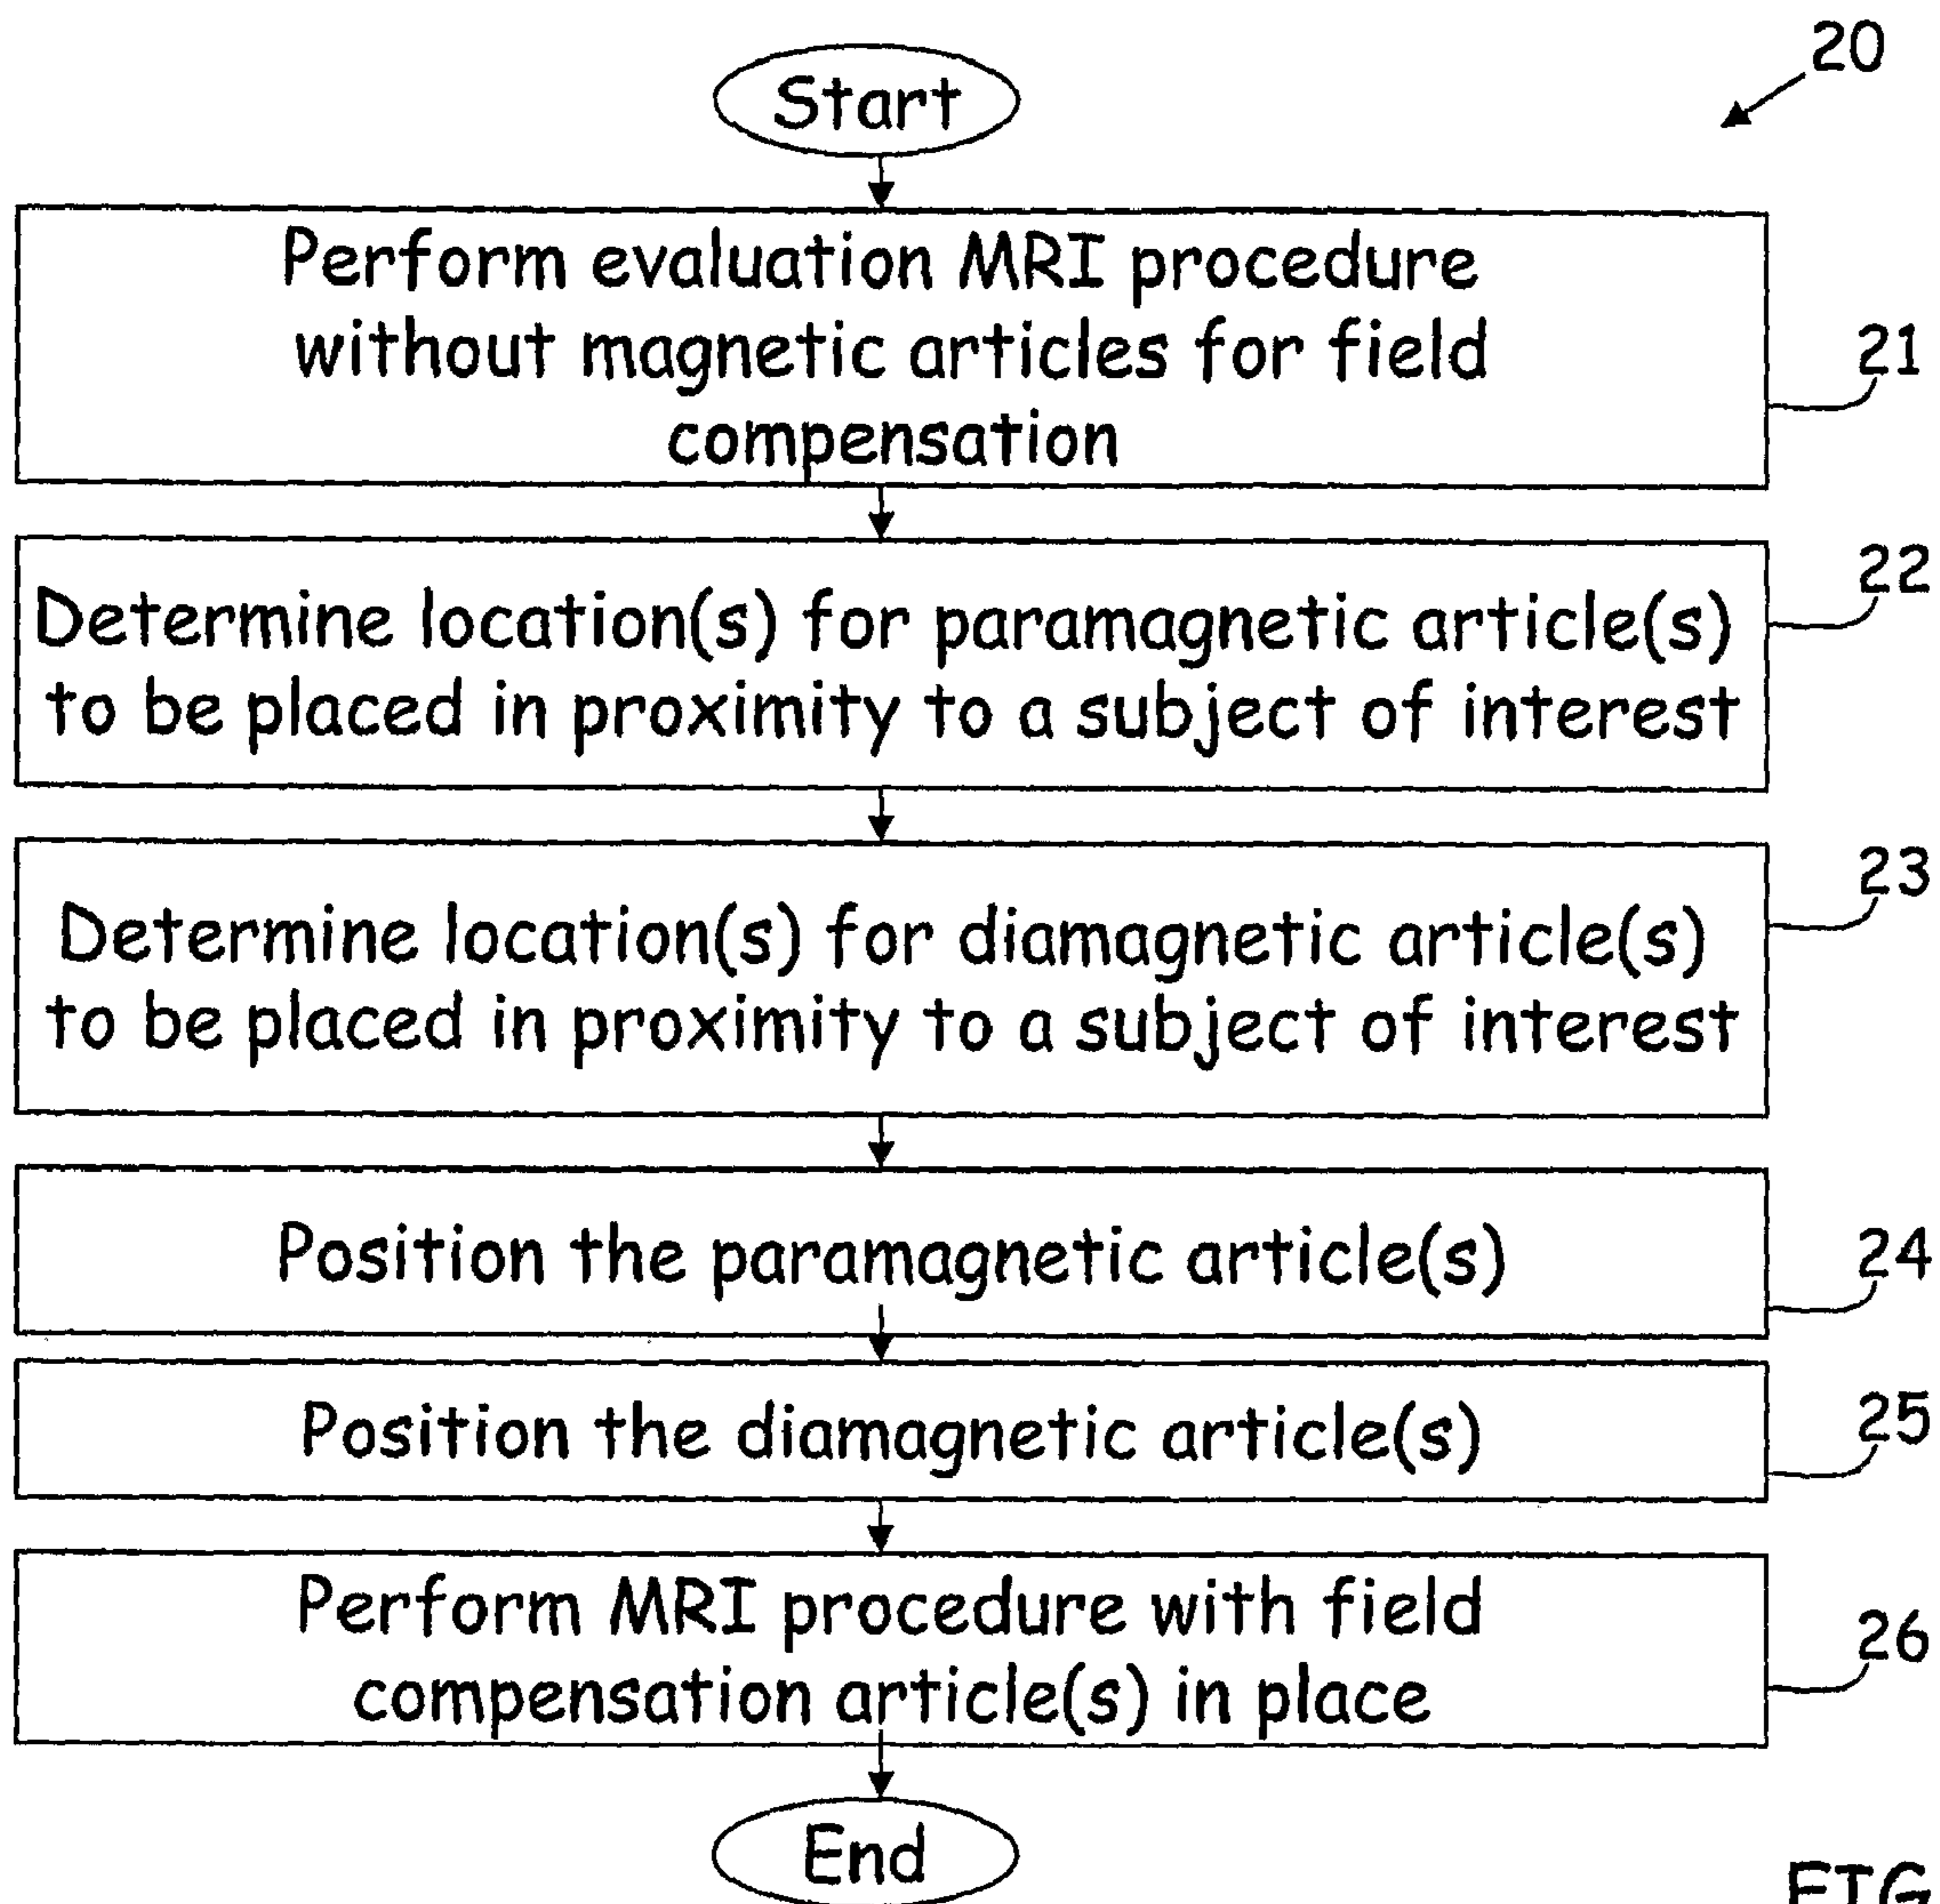 20
Start
Perform evaluation MRI procedure
without magnetic articles for field
compensation
21
Determine location(s) for paramagnetic article(s)
to be placed in proximity to a subject of interest
22
Determine location(s) for diamagnetic article(s)
to be placed in proximity to a subject of interest
23
Position the paramagnetic article(s)
24
Position the diamagnetic article(s)
25
Perform MRI procedure with field
compensation article(s) in place
26
End
FIG